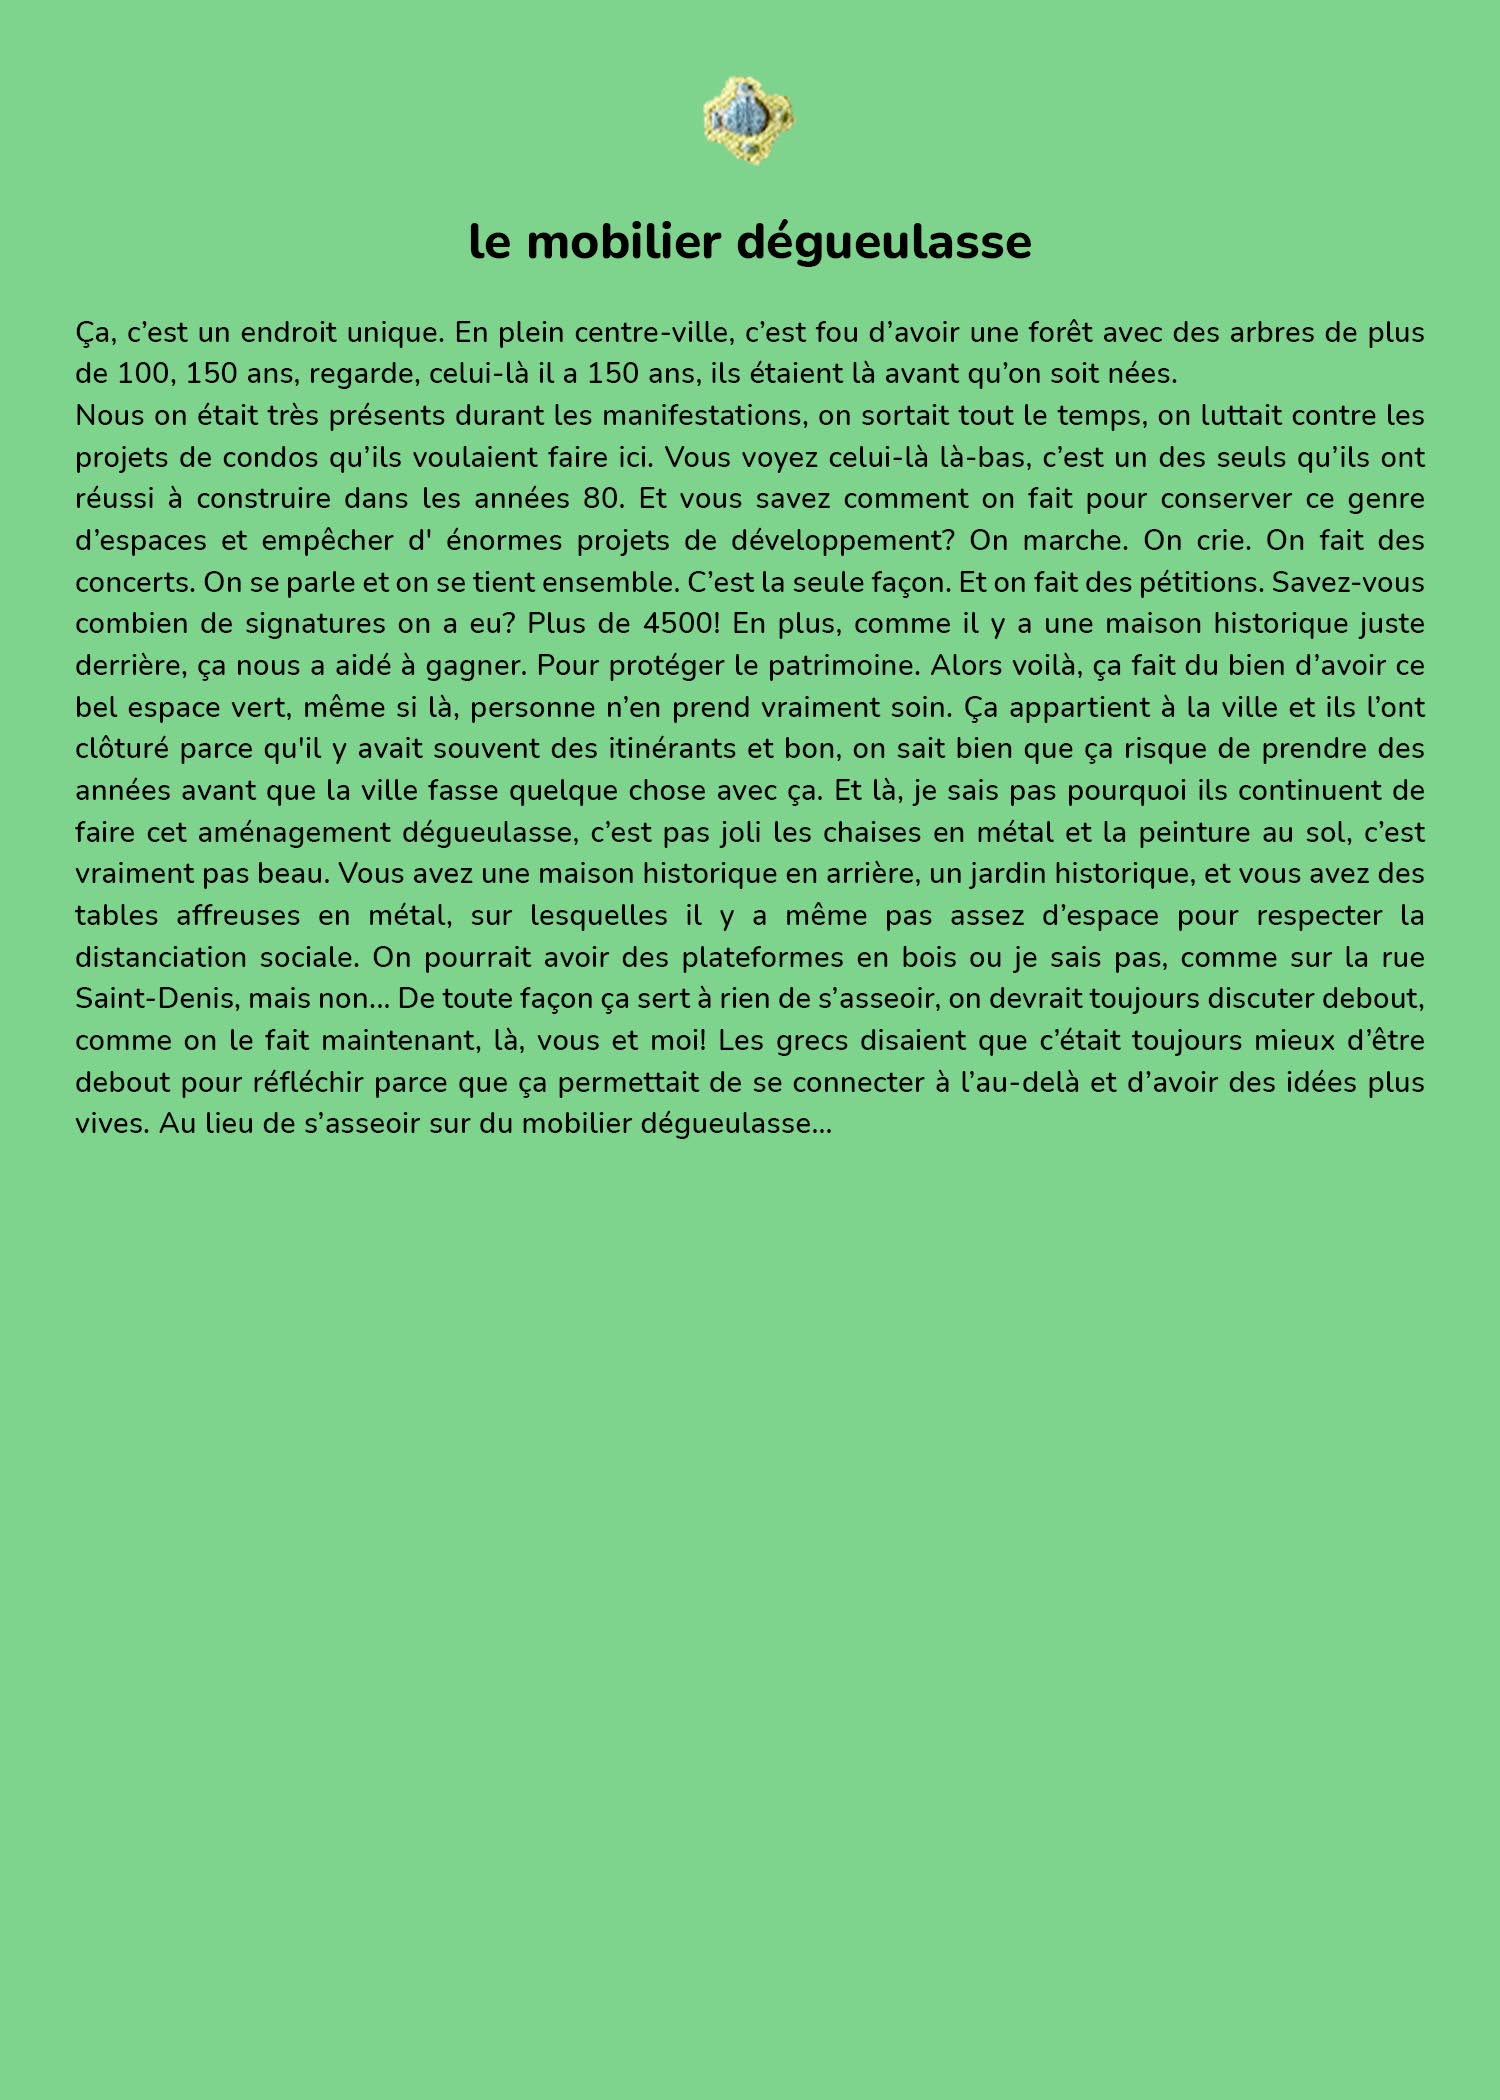 le mobilier dégueulasse
Ça, c’est un endroit unique. En plein centre-ville, c’est fou d’avoir une forêt avec des arbres de plus
de 100, 150 ans, regarde, celui-là il a 150 ans, ils étaient là avant qu’on soit nées.
Nous on était très présents durant les manifestations, on sortait tout le temps, on luttait contre les
projets de condos qu’ils voulaient faire ici. Vous voyez celui-là là-bas, c’est un des seuls qu’ils ont
réussi à construire dans les années 80. Et vous savez comment on fait pour conserver ce genre
d’espaces et empêcher d' énormes projets de développement? On marche. On crie. On fait des
concerts. On se parle et on se tient ensemble. C’est la seule façon. Et on fait des pétitions. Savez-vous
combien de signatures on a eu? Plus de 4500! En plus, comme il y a une maison historique juste
derrière, ça nous a aidé à gagner. Pour protéger le patrimoine. Alors voilà, ça fait du bien d’avoir ce
bel espace vert, même si là, personne n’en prend vraiment soin. Ça appartient à la ville et ils l’ont
clôturé parce qu'il y avait souvent des itinérants et bon, on sait bien que ça risque de prendre des
années avant que la ville fasse quelque chose avec ça. Et là, je sais pas pourquoi ils continuent de
faire cet aménagement dégueulasse, c’est pas joli les chaises en métal et la peinture au sol, c’est
vraiment pas beau. Vous avez une maison historique en arrière, un jardin historique, et vous avez des
tables affreuses en métal, sur lesquelles il y a même pas assez d’espace pour respecter la
distanciation sociale. On pourrait avoir des plateformes en bois ou je sais pas, comme sur la rue
Saint-Denis, mais non... De toute façon ça sert à rien de s’asseoir, on devrait toujours discuter debout,
comme on le fait maintenant, là, vous et moi! Les grecs disaient que c’était toujours mieux d’être
debout pour réfléchir parce que ça permettait de se connecter à l’au-delà et d’avoir des idées plus
vives. Au lieu de s’asseoir sur du mobilier dégueulasse...